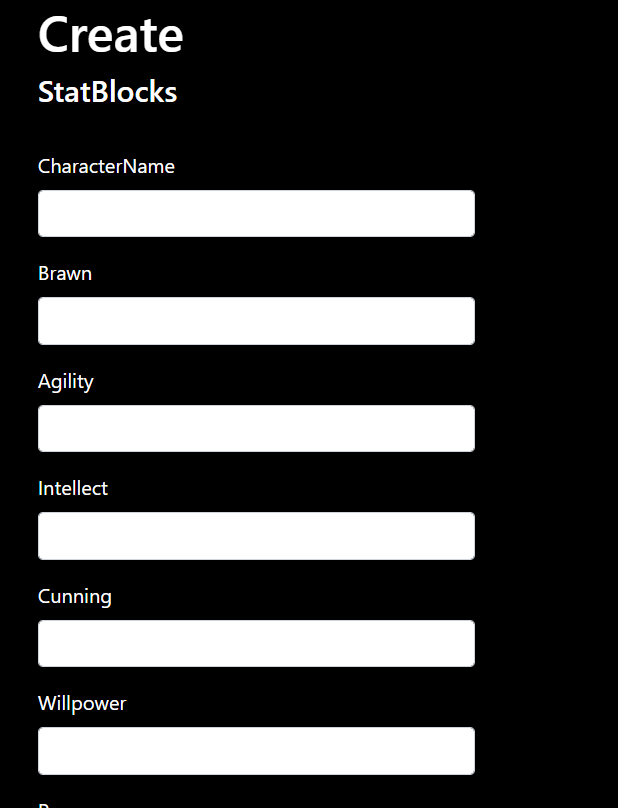 Create
StatBlocks
CharacterName
Brawn
Agility
Intellect
Cunning
Willpower